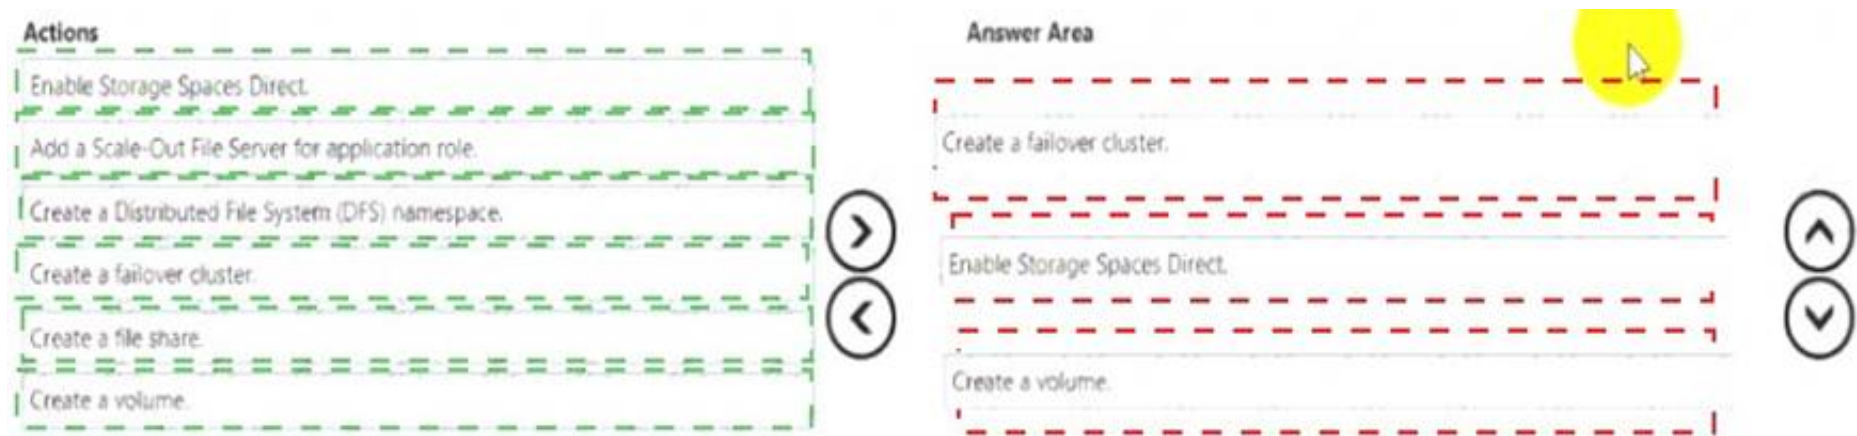 Actions
Enable Storage Spaces Direct.
Add a Scale-Out File Server for application role.
Create a Distributed File System (DFS) namespace.
Create a failover cluster.
Create a file share.
Create a volume.
Answer Area
Create a failover cluster.
Enable Storage Spaces Direct.
Create a volume.